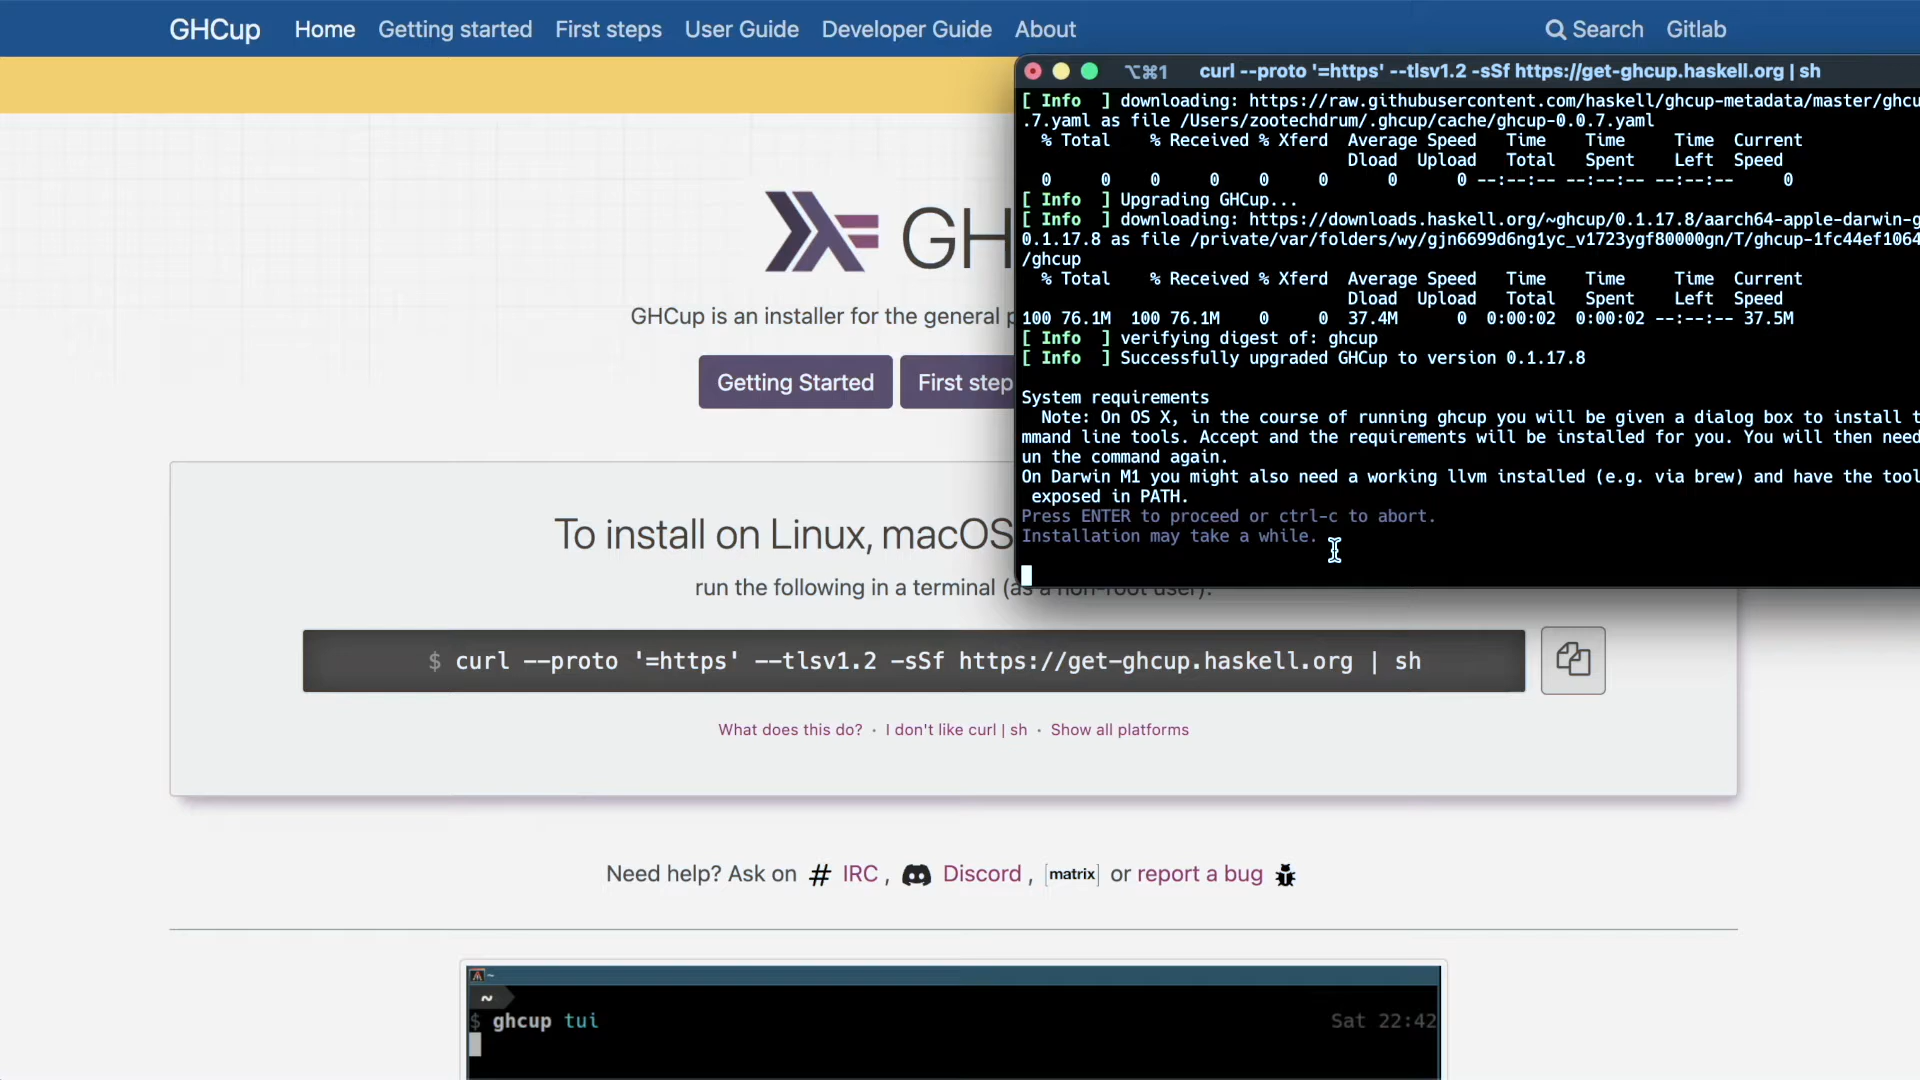 GHCup Home Getting started First steps User Guide Developer Guide About Search Gitlab
⌥⌘1 curl --proto '=https' --tlsv1.2 -sSf https://get-ghcup.haskell.org | sh
[ Info  ] downloading: https://raw.githubusercontent.com/haskell/ghcup-metadata/master/ghcu
.7.yaml as file /Users/zootechdrum/.ghcup/cache/ghcup-0.0.7.yaml
% Total % Received % Xferd Average Speed Time Time Time Current
Dload Upload Total Spent Left Speed
0 0 0 0 0 0 0 0 --:--:-- --:--:-- --:--:-- 0
[ Info  ] Upgrading GHCup...
[ Info  ] downloading: https://downloads.haskell.org/~ghcup/0.1.17.8/aarch64-apple-darwin-g
0.1.17.8 as file /private/var/folders/wy/gjn6699d6ng1yc_v1723ygf80000gn/T/ghcup-1fc44ef1064
/ghcup
% Total % Received % Xferd Average Speed Time Time Time Current
Dload Upload Total Spent Left Speed
100 76.1M 100 76.1M 0 0 37.4M 0 0:00:02 0:00:02 --:--:-- 37.5M
[ Info  ] verifying digest of: ghcup
[ Info  ] Successfully upgraded GHCup to version 0.1.17.8
System requirements
Note: On OS X, in the course of running ghcup you will be given a dialog box to install t
mmand line tools. Accept and the requirements will be installed for you. You will then need
un the command again.
On Darwin M1 you might also need a working llvm installed (e.g. via brew) and have the tool
exposed in PATH.
Press ENTER to proceed or ctrl-c to abort.
Installation may take a while.
GH
GHCup is an installer for the general p
Getting Started
First step
To install on Linux, macOS
run the following in a terminal (as a non-root user):
$ curl --proto '=https' --tlsv1.2 -sSf https://get-ghcup.haskell.org | sh
What does this do? · I don't like curl | sh · Show all platforms
Need help? Ask on # IRC , Discord , [matrix] or report a bug
~
~
$ ghcup tui Sat 22:42